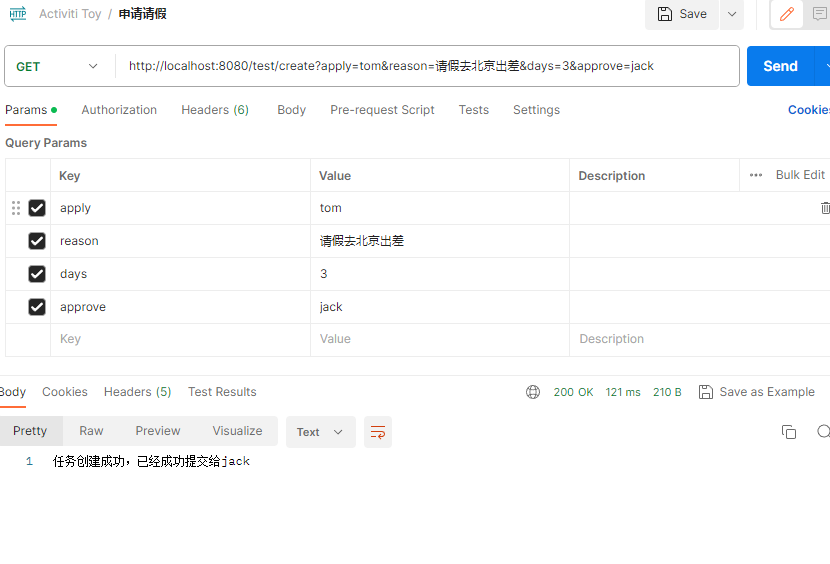 HTTP Activiti Toy / 申请请假 Save
GET http://localhost:8080/test/create?apply=tom&reason=请假去北京出差&days=3&approve=jack Send
Params Authorization Headers (6) Body Pre-request Script Tests Settings Cookies
Query Params
Key Value Description ••• Bulk Edit
apply tom
reason 请假去北京出差
days 3
approve jack
Key Value Description
Body Cookies Headers (5) Test Results 200 OK 121 ms 210 B Save as Example
Pretty Raw Preview Visualize Text
1 任务创建成功，已经成功提交给jack